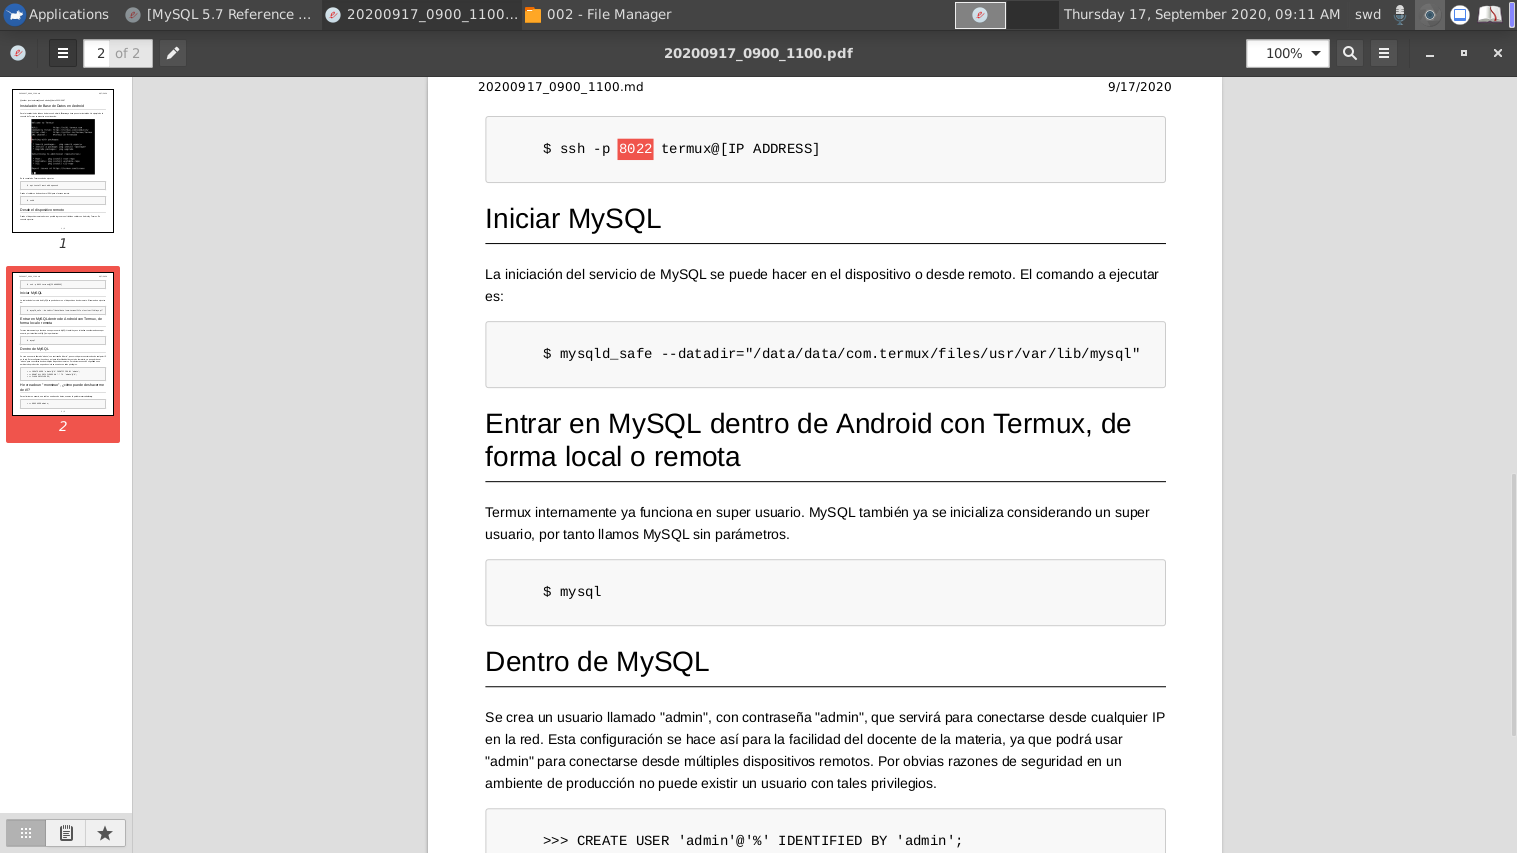 Applications
[MySQL 5.7 Reference ...
20200917_0900_1100...
002 - File Manager
Thursday 17, September 2020, 09:11 AM
swd
2 of 2
20200917_0900_1100.pdf
100%
1
2
20200917_0900_1100.md
9/17/2020
$ ssh -p 8022 termux@[IP ADDRESS]
Iniciar MySQL
La iniciación del servicio de MySQL se puede hacer en el dispositivo o desde remoto. El comando a ejecutar
es:
$ mysqld_safe --datadir="/data/data/com.termux/files/usr/var/lib/mysql"
Entrar en MySQL dentro de Android con Termux, de
forma local o remota
Termux internamente ya funciona en super usuario. MySQL también ya se inicializa considerando un super
usuario, por tanto llamos MySQL sin parámetros.
$ mysql
Dentro de MySQL
Se crea un usuario llamado "admin", con contraseña "admin", que servirá para conectarse desde cualquier IP
en la red. Esta configuración se hace así para la facilidad del docente de la materia, ya que podrá usar
"admin" para conectarse desde múltiples dispositivos remotos. Por obvias razones de seguridad en un
ambiente de producción no puede existir un usuario con tales privilegios.
>>> CREATE USER 'admin'@'%' IDENTIFIED BY 'admin';